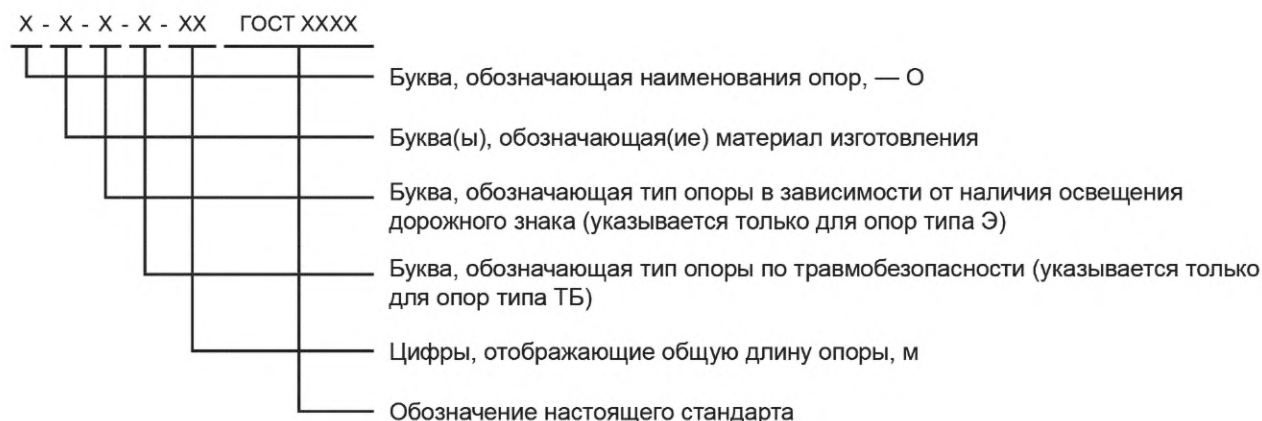 Х - Х - Х - Х - ХХ ГОСТ ХХХХ
Буква, обозначающая наименования опор, — О
Буква(ы), обозначающая(ие) материал изготовления
Буква, обозначающая тип опоры в зависимости от наличия освещения
дорожного знака (указывается только для опор типа Э)
Буква, обозначающая тип опоры по травмобезопасности (указывается только
для опор типа ТБ)
Цифры, отображающие общую длину опоры, м
Обозначение настоящего стандарта